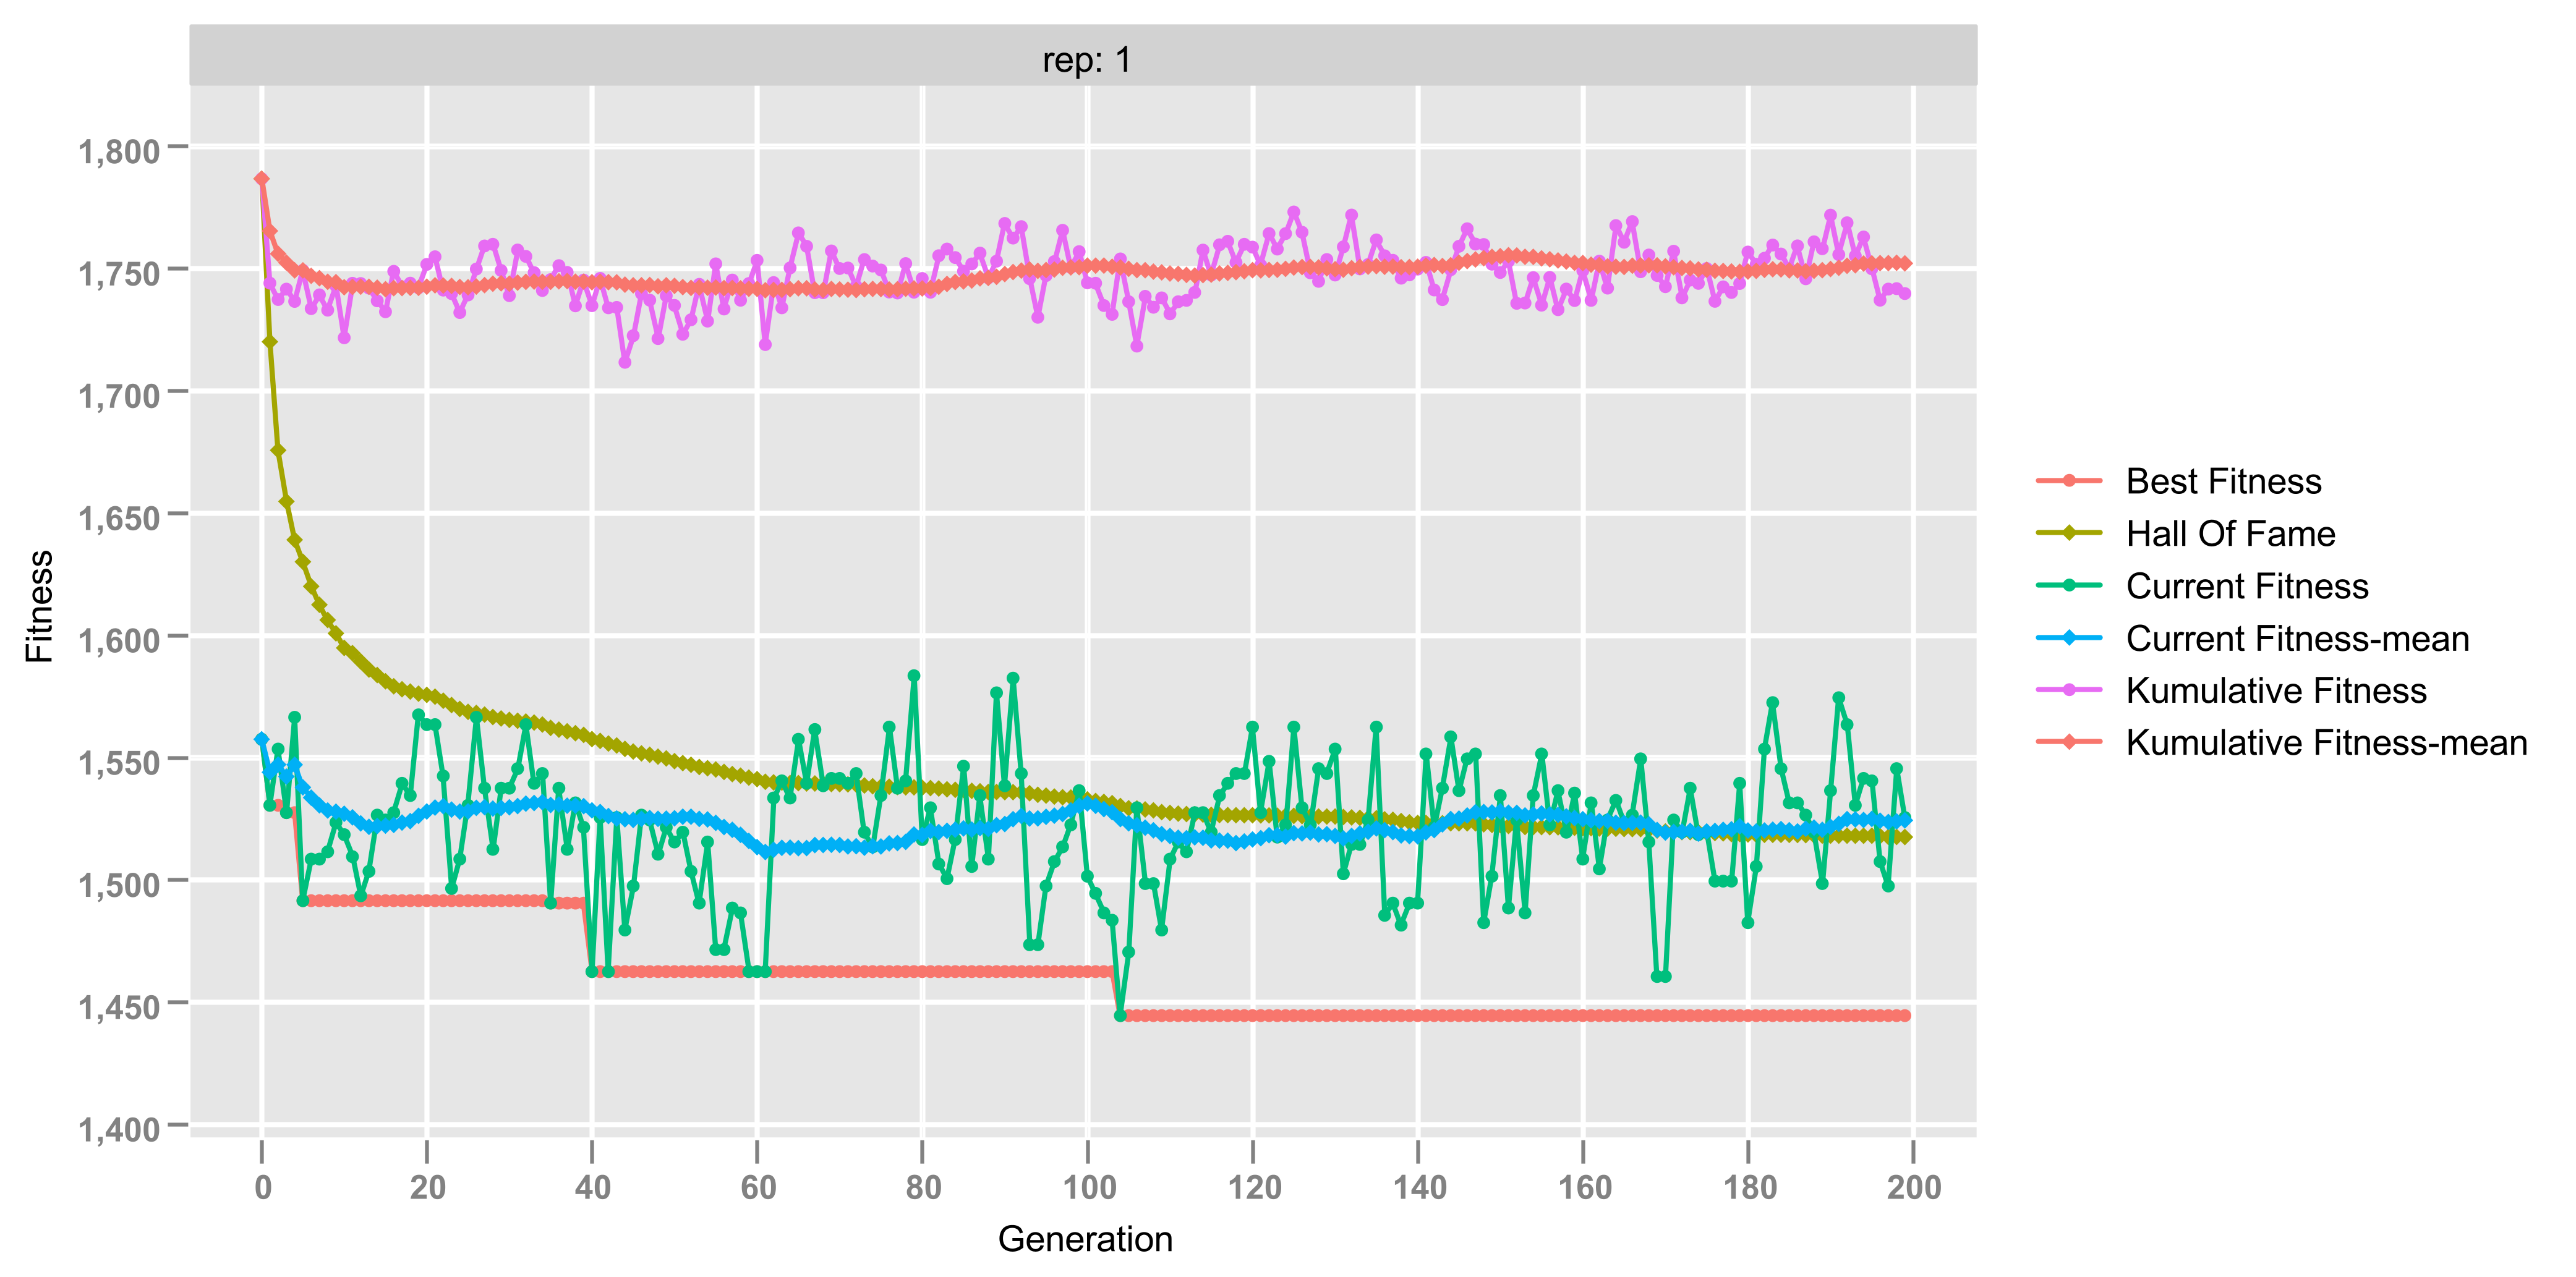 rep: 1
1,800
1,750
1,700
1,650
1,600
1,550
1,500
1,450
1,400
Fitness
0 20 40 60 80 100 120 140 160 180 200
Generation
Best Fitness
Hall Of Fame
Current Fitness
Current Fitness-mean
Kumulative Fitness
Kumulative Fitness-mean